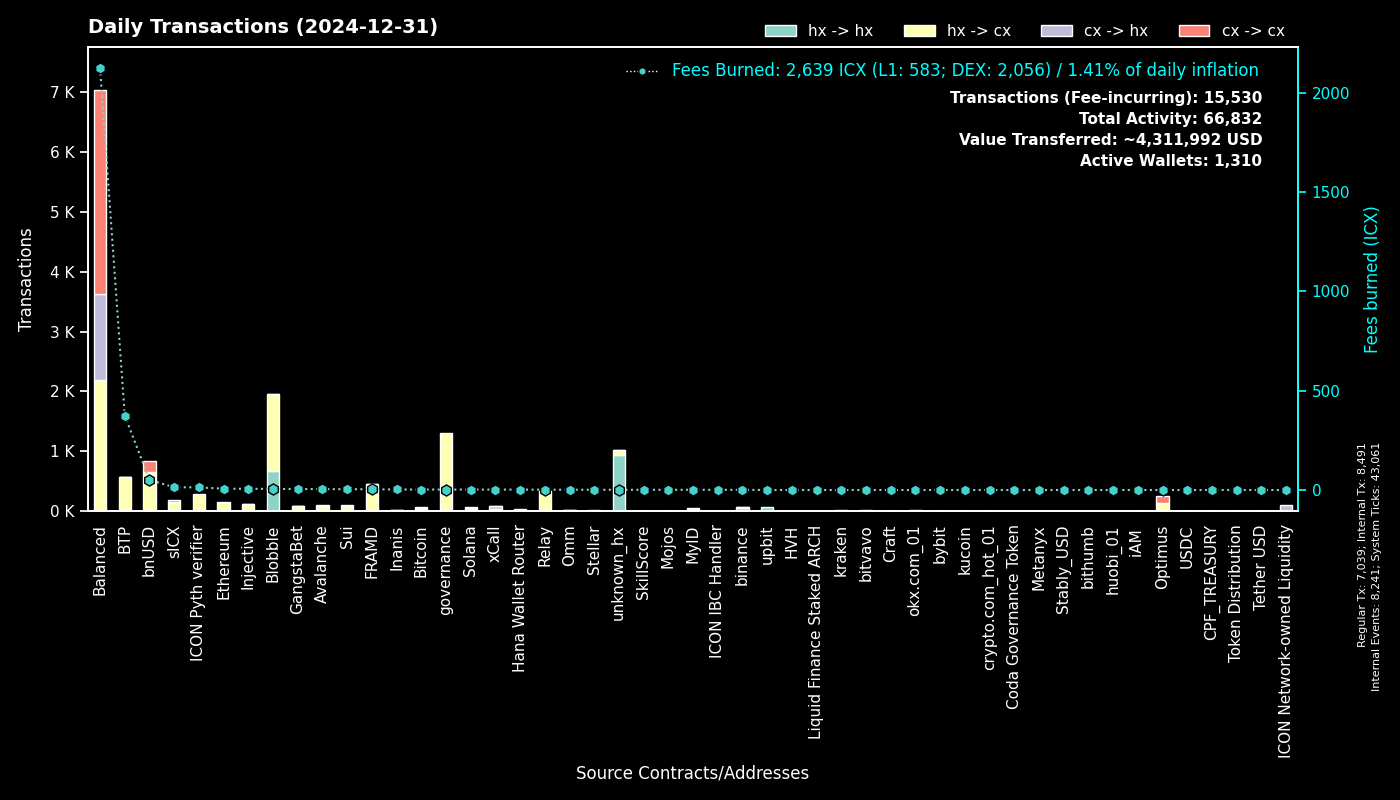 Daily Transactions (2024-12-31)
hx -> hx
hx -> cx
cx -> hx
cx -> cx
Fees Burned: 2,639 ICX (L1: 583; DEX: 2,056) / 1.41% of daily inflation
Transactions (Fee-incurring): 15,530
Total Activity: 66,832
Value Transferred: ~4,311,992 USD
Active Wallets: 1,310
Transactions
7 K
6 K
5 K
4 K
3 K
2 K
1 K
0 K
2000
1500
1000
500
0
Fees burned (ICX)
Balanced
BTP
bnUSD
sICX
ICON Pyth verifier
Ethereum
Injective
Blobble
GangstaBet
Avalanche
Sui
FRAMD
Inanis
Bitcoin
governance
Solana
xCall
Hana Wallet Router
Relay
Omm
Stellar
unknown_hx
SkillScore
Mojos
MyID
ICON IBC Handler
binance
upbit
HVH
Liquid Finance Staked ARCH
kraken
bitvavo
Craft
okx.com_01
bybit
kucoin
crypto.com_hot_01
Coda Governance Token
Metanyx
Stably_USD
bithumb
huobi_01
iAM
Optimus
USDC
CPF_TREASURY
Token Distribution
Tether USD
ICON Network-owned Liquidity
Source Contracts/Addresses
Regular Tx: 7,039; Internal Tx: 8,491
Internal Events: 8,241; System Ticks: 43,061